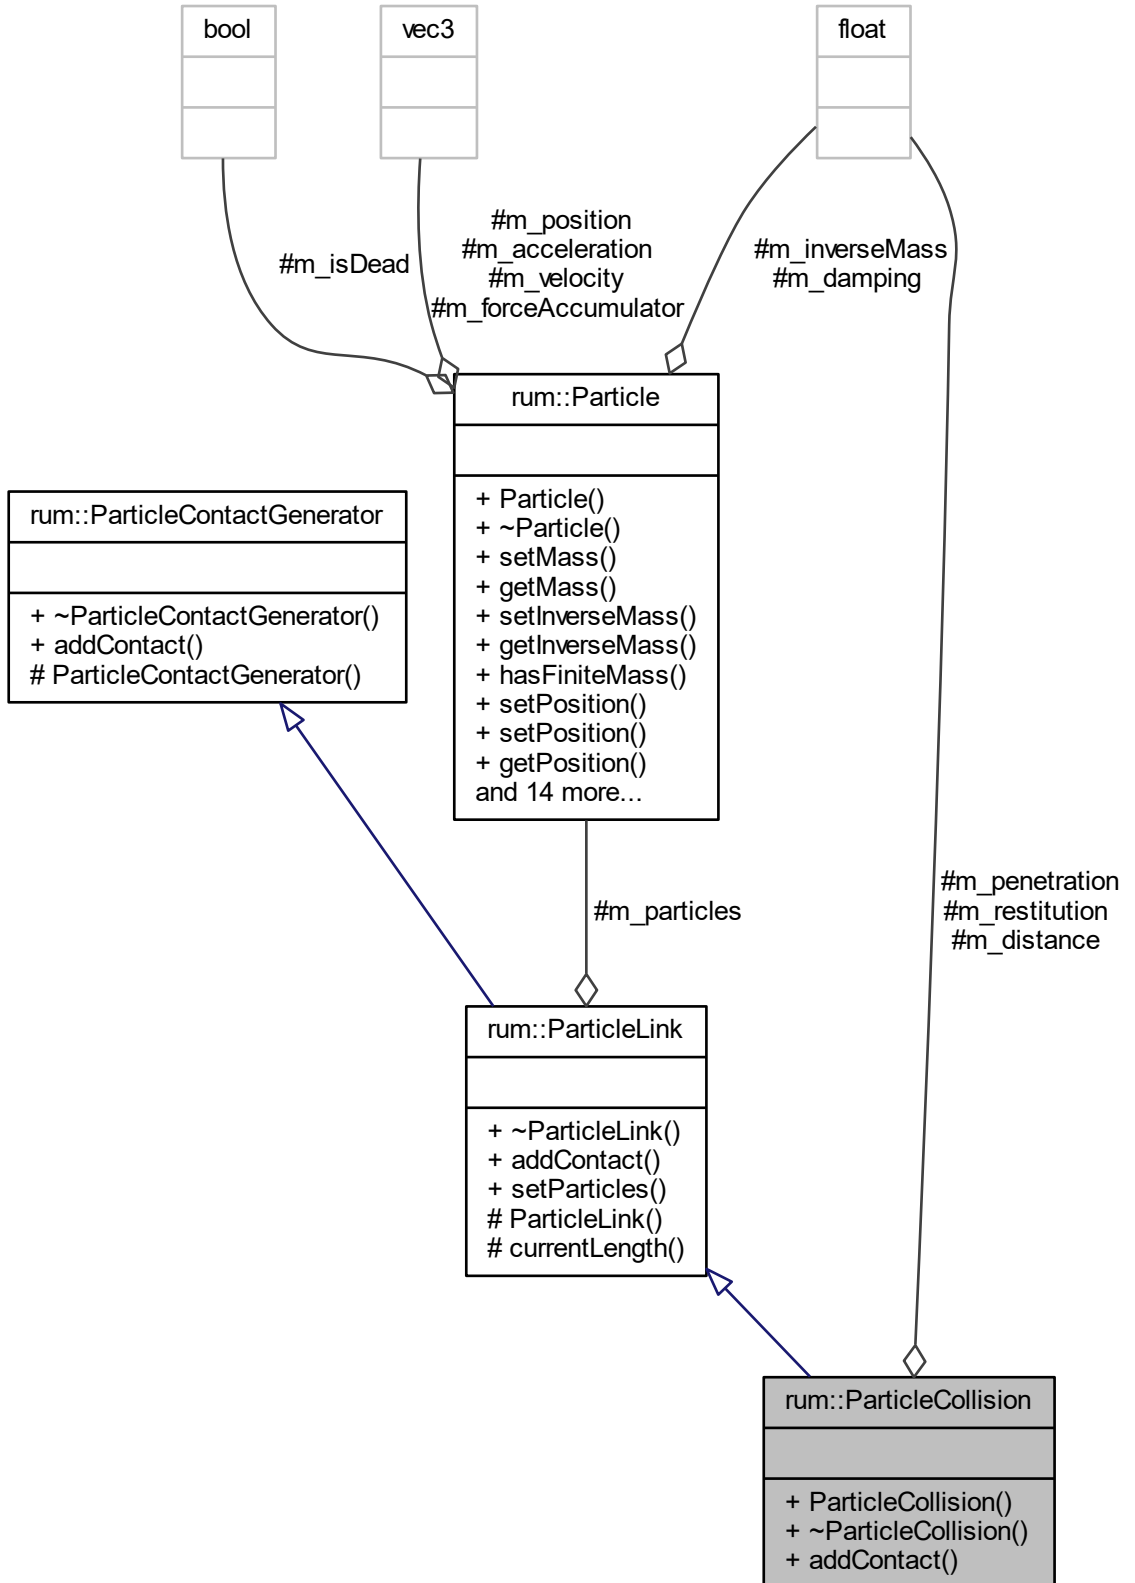 bool
vec3
float
#m_isDead
#m_position
#m_acceleration
#m_velocity
#m_forceAccumulator
#m_inverseMass
#m_damping
rum::Particle
+ Particle()
+ ~Particle()
+ setMass()
+ getMass()
+ setInverseMass()
+ getInverseMass()
+ hasFiniteMass()
+ setPosition()
+ setPosition()
+ getPosition()
and 14 more...
rum::ParticleContactGenerator
+ ~ParticleContactGenerator()
+ addContact()
# ParticleContactGenerator()
#m_particles
#m_penetration
#m_restitution
#m_distance
rum::ParticleLink
+ ~ParticleLink()
+ addContact()
+ setParticles()
# ParticleLink()
# currentLength()
rum::ParticleCollision
+ ParticleCollision()
+ ~ParticleCollision()
+ addContact()